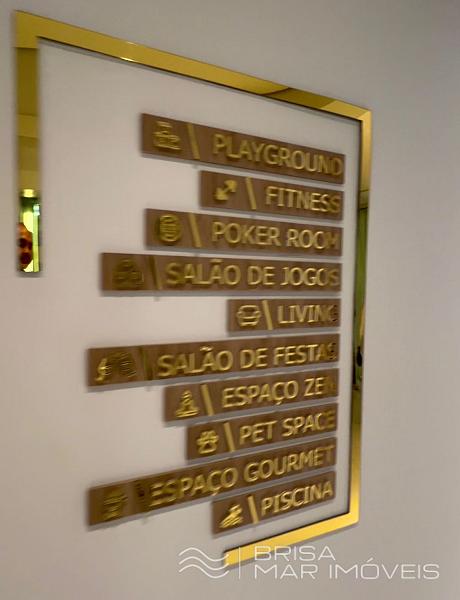 PLAYGROUND
FITNESS
POKER ROOM
SALÃO DE JOGOS
LIVING
SALÃO DE FESTAS
ESPAÇO ZEN
PET SPACE
ESPAÇO GOURMET
PISCINA
BRISA
MAR IMÓVEIS